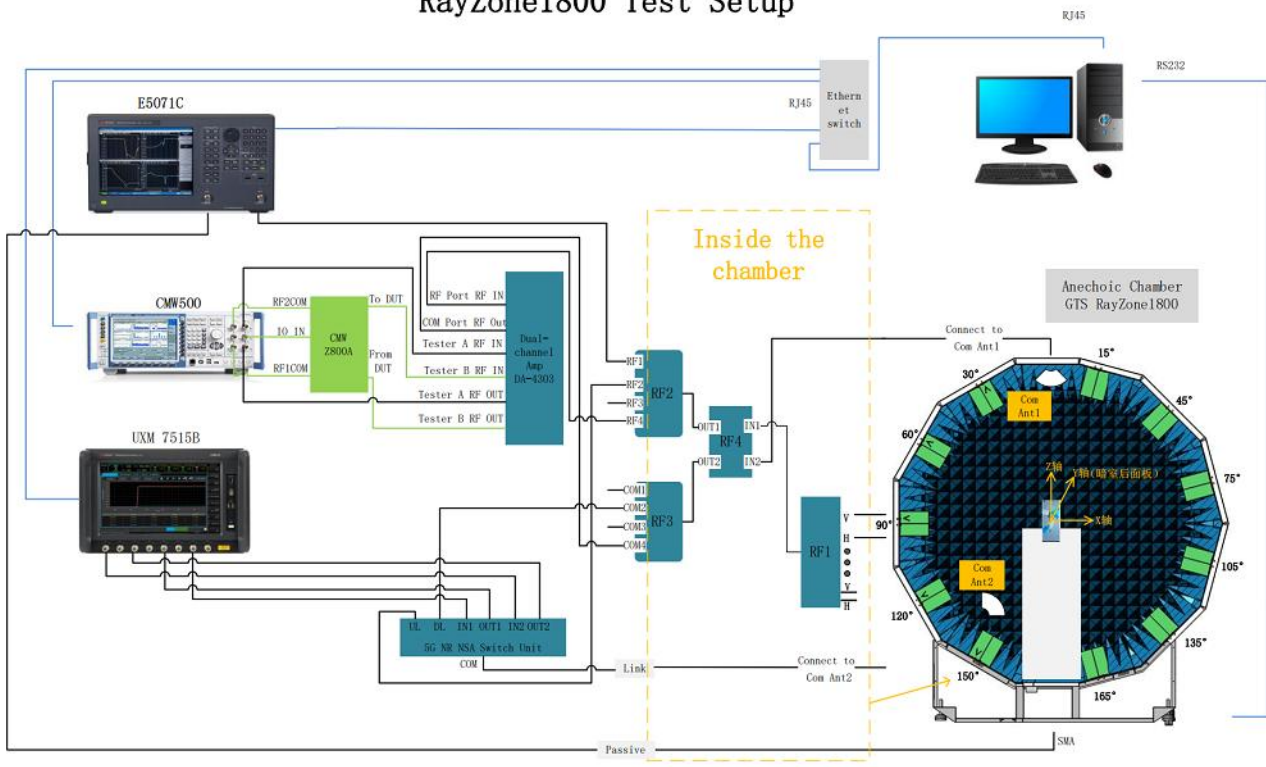 RayZone1800 Test Setup
RJ45
RS232
E5071C
RJ45
Ethern
et
switch
Inside the
chamber
Anechoic Chamber
GTS RayZone1800
CMW500
RF2COM
IO IN
RF1COM
CMW
Z800A
To DUT
From
DUT
RF Port RF IN
COM Port RF Out
Tester A RF IN
Tester B RF IN
Tester A RF OUT
Tester B RF OUT
Dual-
channel
Amp
DA-4303
RF1
RF2
RF3
RF4
RF2
OUT1
OUT2
RF4
IN1
IN2
Connect to
Com Ant1
COM1
COM2
COM3
COM4
RF3
RF1
V
H
V
H
15°
30°
45°
60°
75°
90°
105°
120°
135°
150°
165°
Com
Ant1
Z轴
Y轴(暗室后面板)
X轴
Com
Ant2
UXM 7515B
UL DL IN1 OUT1 IN2 OUT2
5G NR NSA Switch Unit
COM
Link
Connect to
Com Ant2
Passive
SMA